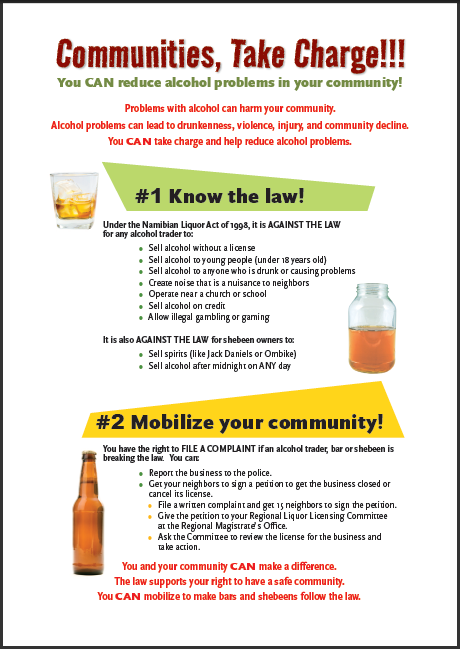 Communities, Take Charge!!!
You CAN reduce alcohol problems in your community!
Problems with alcohol can harm your community.
Alcohol problems can lead to drunkenness, violence, injury, and community decline.
You CAN take charge and help reduce alcohol problems.
#1 Know the law!
Under the Namibian Liquor Act of 1998, it is AGAINST THE LAW
for any alcohol trader to:
• Sell alcohol without a license
• Sell alcohol to young people (under 18 years old)
• Sell alcohol to anyone who is drunk or causing problems
• Create noise that is a nuisance to neighbors
• Operate near a church or school
• Sell alcohol on credit
• Allow illegal gambling or gaming
It is also AGAINST THE LAW for shebeen owners to:
• Sell spirits (like Jack Daniels or Ombike)
• Sell alcohol after midnight on ANY day
#2 Mobilize your community!
You have the right to FILE A COMPLAINT if an alcohol trader, bar or shebeen is
breaking the law. You can:
• Report the business to the police.
• Get your neighbors to sign a petition to get the business closed or
cancel its license.
• File a written complaint and get 15 neighbors to sign the petition.
• Give the petition to your Regional Liquor Licensing Committee
at the Regional Magistrate's Office.
• Ask the Committee to review the license for the business and
take action.
You and your community CAN make a difference.
The law supports your right to have a safe community.
You CAN mobilize to make bars and shebeens follow the law.